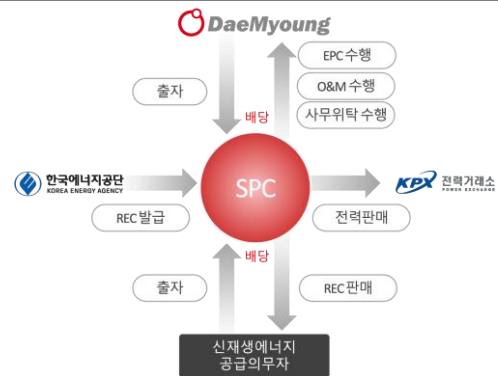 DaeMyoung
EPC 수행
출자
O&M 수행
배당
사무위탁 수행
한국에너지공단
KOREA ENERGY AGENCY
SPC
KPX 전력거래소
POWER EXCHANGE
REC 발급
전력판매
배당
출자
REC 판매
신재생에너지
공급의무자